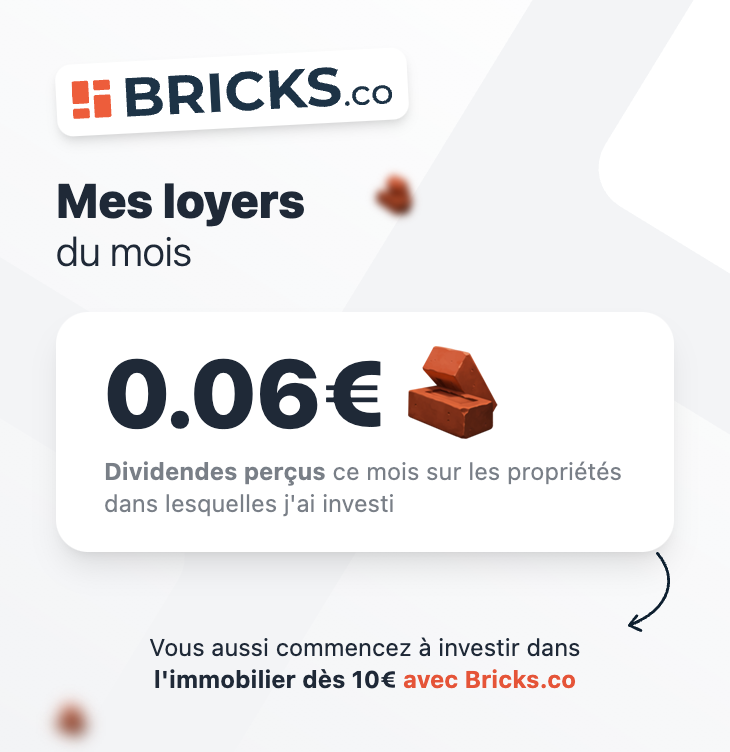 BRICKS.co
Mes loyers
du mois
0.06€
Dividendes perçus ce mois sur les propriétés
dans lesquelles j'ai investi
Vous aussi commencez à investir dans
l'immobilier dès 10€ avec Bricks.co